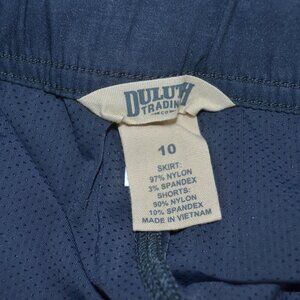 DULUTH
TRADING
CO
10
SKIRT:
97% NYLON
3% SPANDEX
SHORTS:
90% NYLON
10% SPANDEX
MADE IN VIETNAM